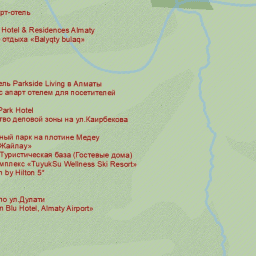 рт-отель
Hotel & Residences Almaty
отдыха «Balyqty bulaq»
ель Parkside Living в Алматы
с апарт отелем для посетителей
Park Hotel
тво деловой зоны на ул.Каирбекова
ный парк на плотине Медеу
Жайлау»
Туристическая база (Гостевые дома)
мплекс «TuyukSu Wellness Ski Resort»
n by Hilton 5*
по ул.Дулати
n Blu Hotel, Almaty Airport»